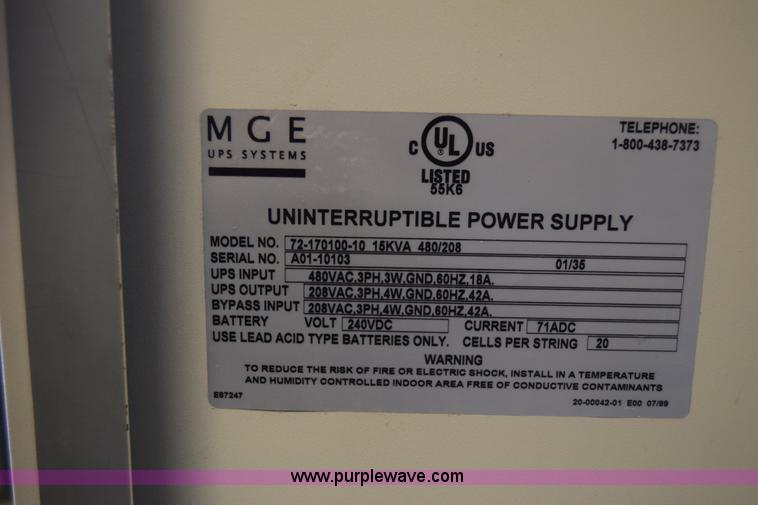 MGE
UPS SYSTEMS
C UL® US
LISTED
55K6
TELEPHONE:
1-800-438-7373
UNINTERRUPTIBLE POWER SUPPLY
MODEL NO. 72-170100-10 15KVA 480/208
SERIAL NO. A01-10103 01/35
UPS INPUT 480VAC,3PH,3W,GND,60HZ,18A.
UPS OUTPUT 208VAC,3PH,4W,GND,60HZ,42A.
BYPASS INPUT 208VAC,3PH,4W,GND,60HZ,42A.
BATTERY VOLT 240VDC CURRENT 71ADC
USE LEAD ACID TYPE BATTERIES ONLY. CELLS PER STRING 20
WARNING
TO REDUCE THE RISK OF FIRE OR ELECTRIC SHOCK, INSTALL IN A TEMPERATURE
AND HUMIDITY CONTROLLED INDOOR AREA FREE OF CONDUCTIVE CONTAMINANTS
E87247 20-00042-01 E00 07/99
www.purplewave.com